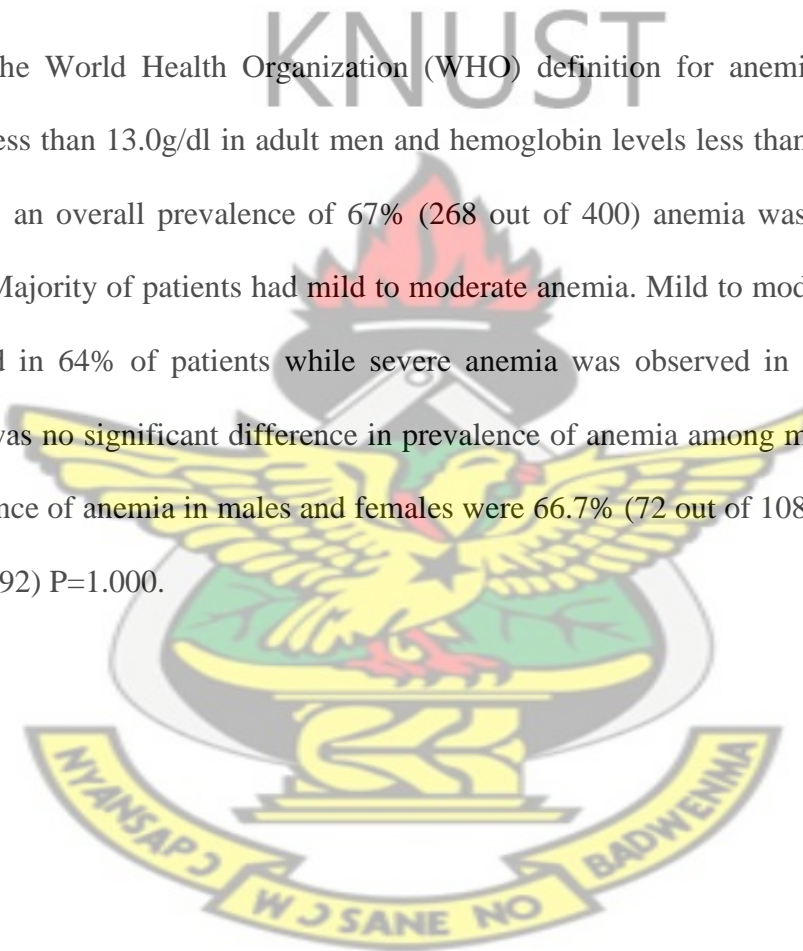 KNUST
he World Health Organization (WHO) definition for anemi
ess than 13.0g/dl in adult men and hemoglobin levels less than
an overall prevalence of 67% (268 out of 400) anemia was
Majority of patients had mild to moderate anemia. Mild to mod
d in 64% of patients while severe anemia was observed in
was no significant difference in prevalence of anemia among m
nce of anemia in males and females were 66.7% (72 out of 108
92) P=1.000.
NYANSAPƆ
WƆSANE NO
BADWENMA